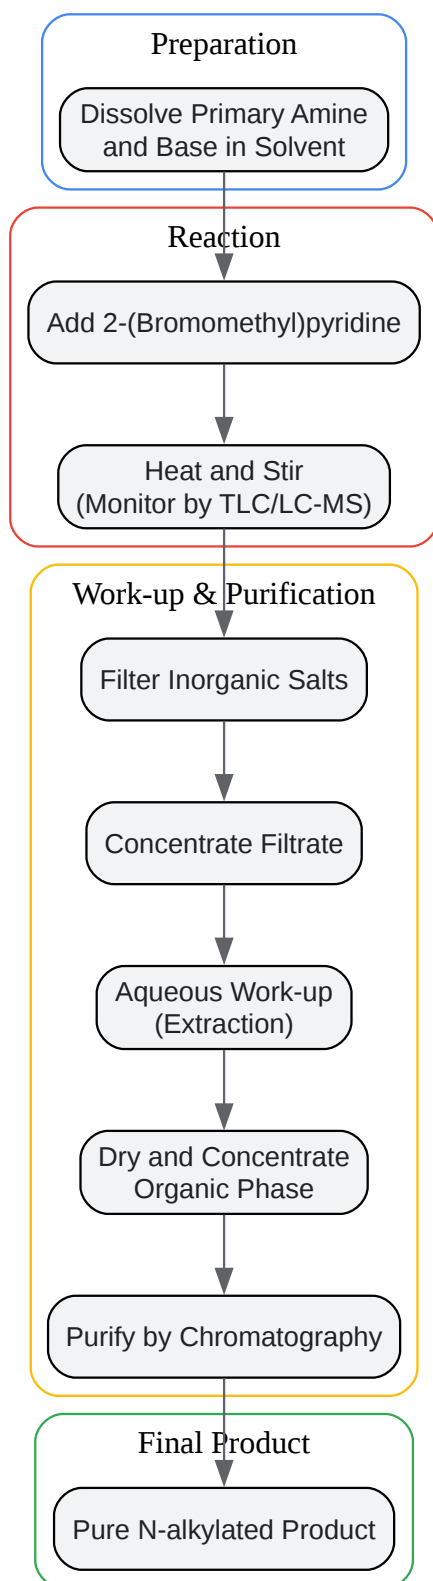 Preparation
Dissolve Primary Amine
and Base in Solvent
Reaction
Add 2-(Bromomethyl)pyridine
Heat and Stir
(Monitor by TLC/LC-MS)
Work-up & Purification
Filter Inorganic Salts
Concentrate Filtrate
Aqueous Work-up
(Extraction)
Dry and Concentrate
Organic Phase
Purify by Chromatography
Final Product
Pure N-alkylated Product